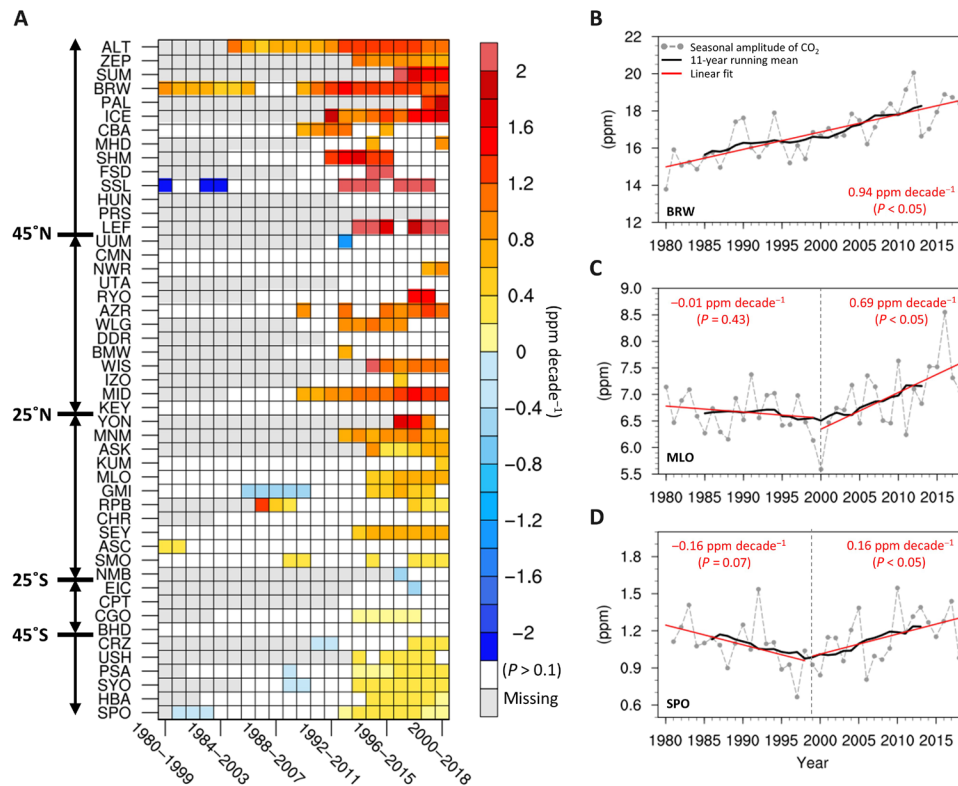 A
ALT
ZEP
SUM
BRW
PAL
ICE
CBA
MHD
SHM
FSD
SSL
HUN
PRS
LEF
45°N
UUM
CMN
NWR
UTA
RYO
AZR
WLG
DDR
BMW
WIS
IZO
MID
KEY
25°N
YON
MNM
ASK
KUM
MLO
GMI
RPB
CHR
SEY
ASC
SMO
NMB
25°S
EIC
CPT
CGO
BHD
45°S
CRZ
USH
PSA
SYO
HBA
SPO
1980–1999
1984–2003
1988–2007
1992–2011
1996–2015
2000–2018
2
1.6
1.2
0.8
0.4
0
−0.4
−0.8
−1.2
−1.6
−2
(P > 0.1)
Missing
(ppm decade⁻¹)
B
22
20
18
16
14
12
(ppm)
Seasonal amplitude of CO₂
11-year running mean
Linear fit
0.94 ppm decade⁻¹
(P < 0.05)
BRW
1980 1985 1990 1995 2000 2005 2010 2015
C
9.0
8.5
8.0
7.5
7.0
6.5
6.0
5.5
(ppm)
−0.01 ppm decade⁻¹
(P = 0.43)
0.69 ppm decade⁻¹
(P < 0.05)
MLO
1980 1985 1990 1995 2000 2005 2010 2015
D
1.8
1.5
1.2
0.9
0.6
(ppm)
−0.16 ppm decade⁻¹
(P = 0.07)
0.16 ppm decade⁻¹
(P < 0.05)
SPO
1980 1985 1990 1995 2000 2005 2010 2015
Year